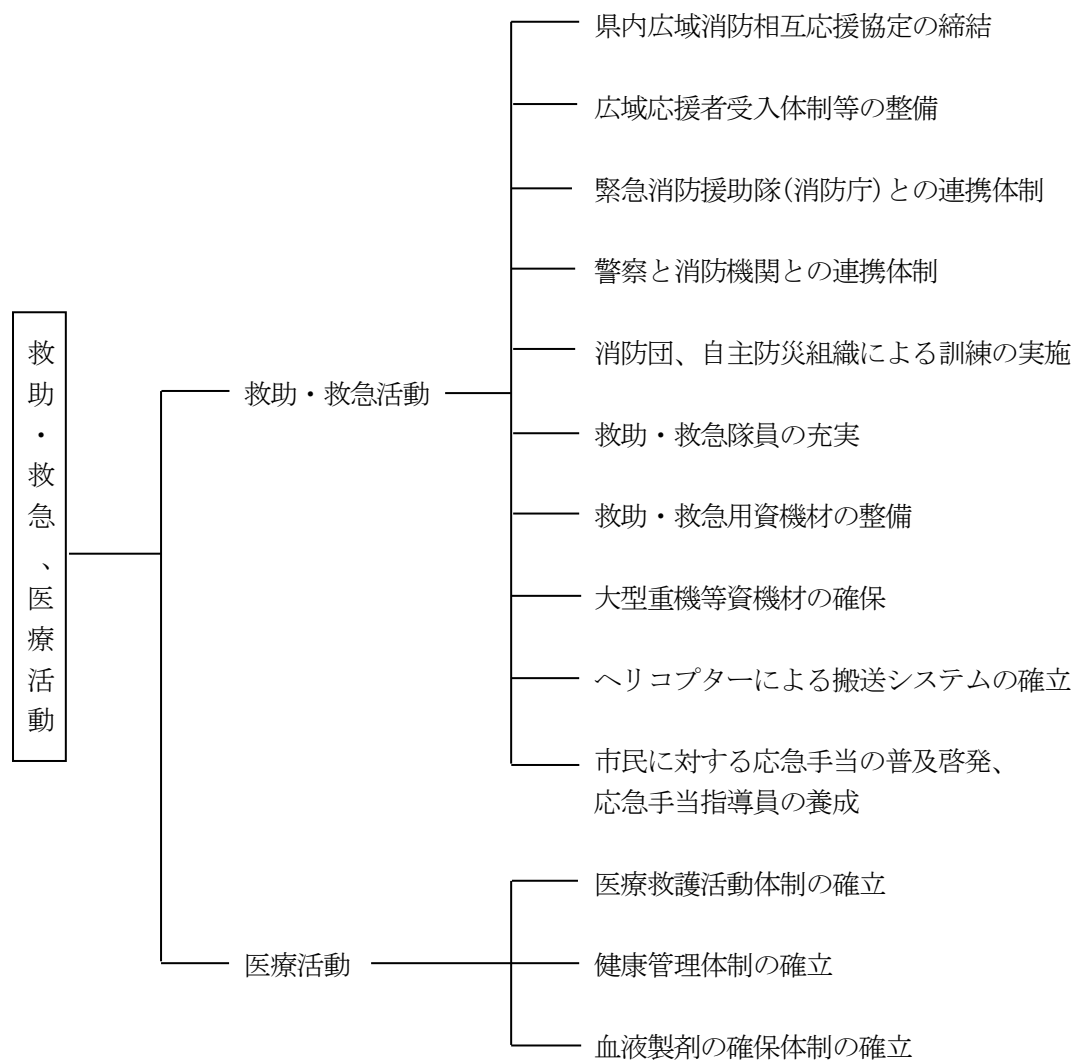 救助・救急、医療活動
救助・救急活動
県内広域消防相互応援協定の締結
広域応援者受入体制等の整備
緊急消防援助隊(消防庁)との連携体制
警察と消防機関との連携体制
消防団、自主防災組織による訓練の実施
救助・救急隊員の充実
救助・救急用資機材の整備
大型重機等資機材の確保
ヘリコプターによる搬送システムの確立
市民に対する応急手当の普及啓発、
応急手当指導員の養成
医療活動
医療救護活動体制の確立
健康管理体制の確立
血液製剤の確保体制の確立